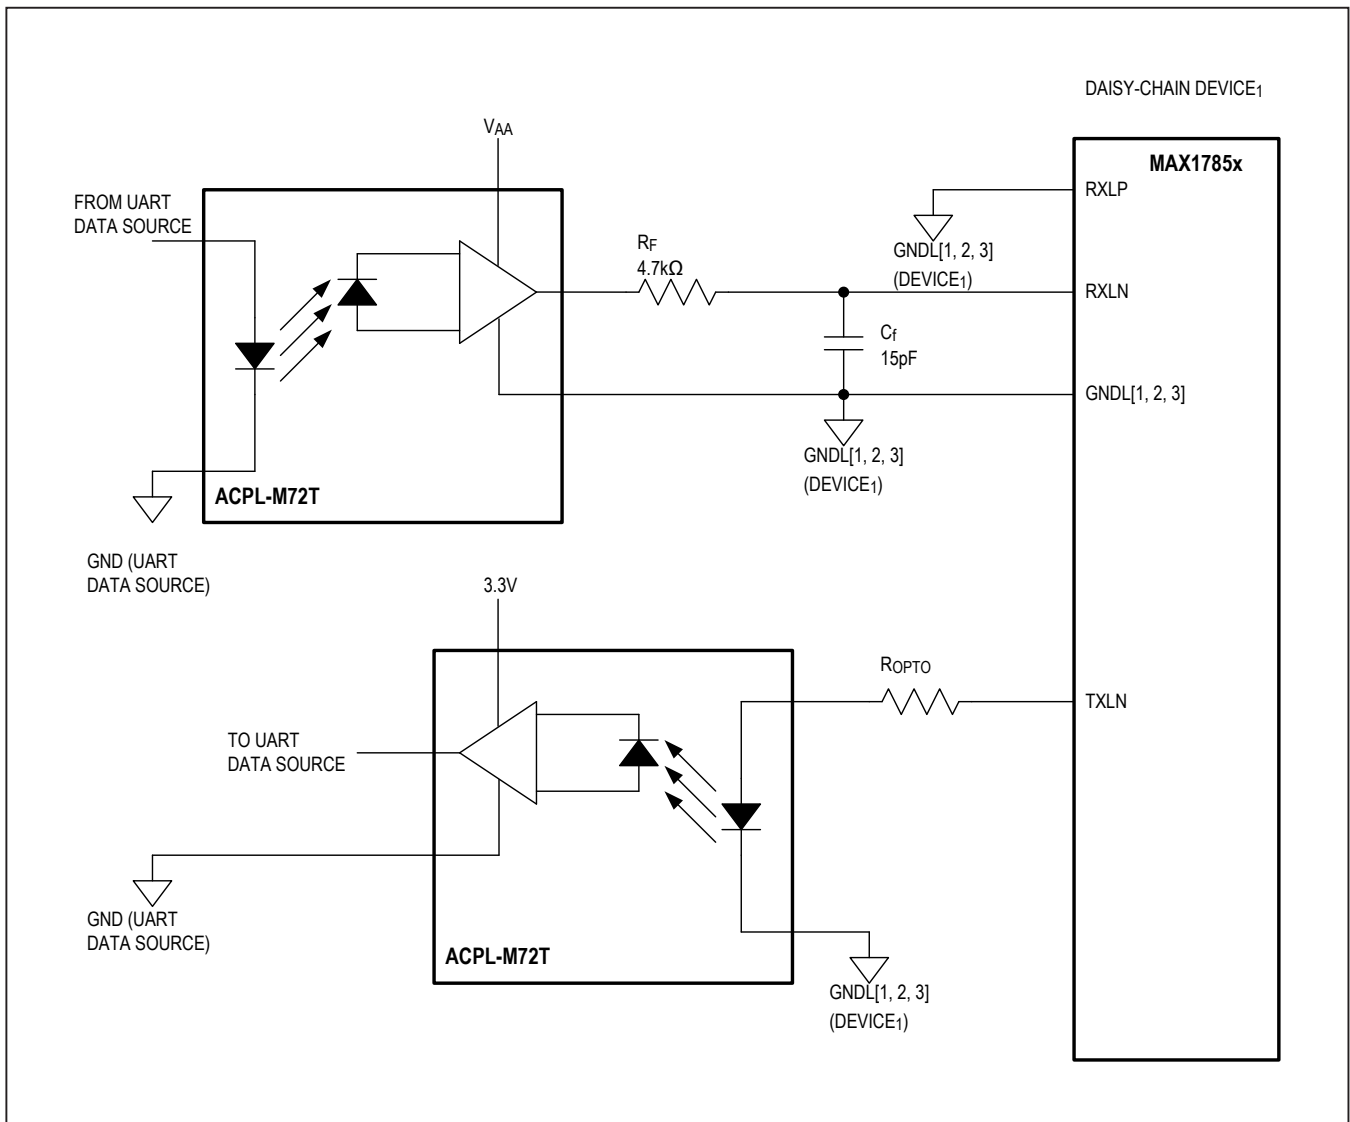 DAISY-CHAIN DEVICE1
MAX1785x
VAA
FROM UART
DATA SOURCE
RXLP
GNDL[1, 2, 3]
(DEVICE1)
RF
4.7kΩ
RXLN
Cf
15pF
GNDL[1, 2, 3]
GNDL[1, 2, 3]
(DEVICE1)
ACPL-M72T
GND (UART
DATA SOURCE)
3.3V
ROPTO
TXLN
TO UART
DATA SOURCE
GND (UART
DATA SOURCE)
ACPL-M72T
GNDL[1, 2, 3]
(DEVICE1)